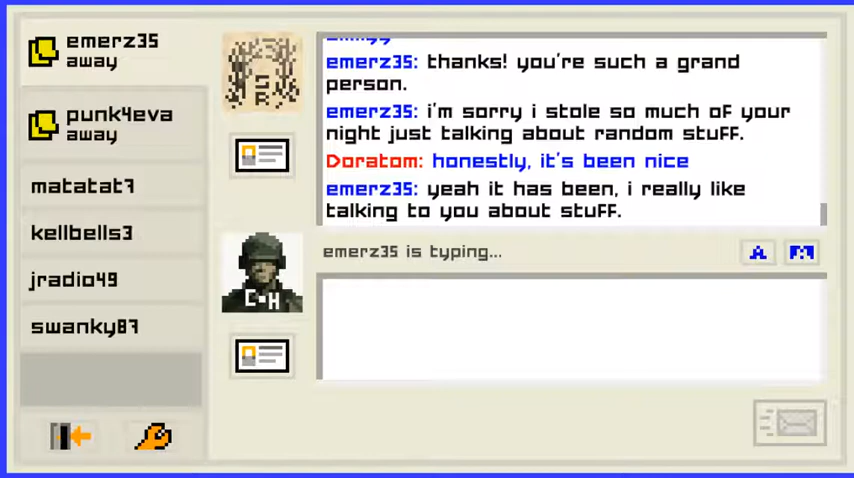 emerz35
away
punk4eva
away
matatat7
kellbells3
jradio49
swanky87
S
R
emerz35: thanks! you're such a grand
person.
emerz35: i'm sorry i stole so much of your
night just talking about random stuff.
Doratom: honestly, it's been nice
emerz35: yeah it has been, i really like
talking to you about stuff.
emerz35 is typing...
A
C•H